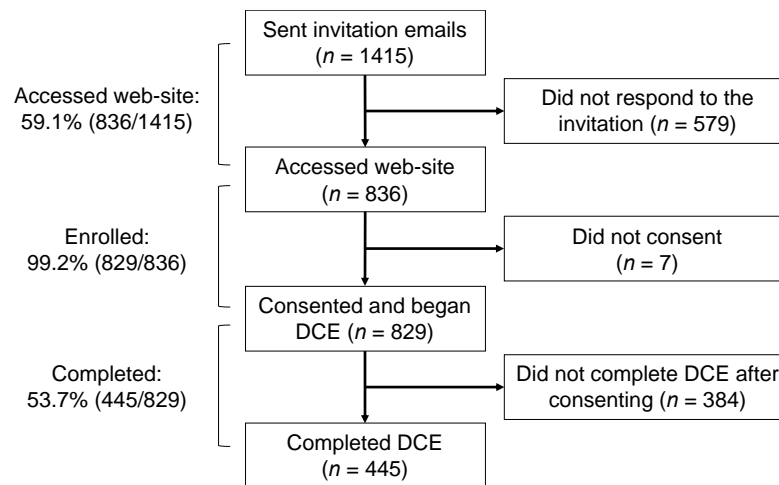 Sent invitation emails
(n = 1415)
Accessed web-site:
59.1% (836/1415)
Did not respond to the
invitation (n = 579)
Accessed web-site
(n = 836)
Enrolled:
99.2% (829/836)
Did not consent
(n = 7)
Consented and began
DCE (n = 829)
Completed:
53.7% (445/829)
Did not complete DCE after
consenting (n = 384)
Completed DCE
(n = 445)